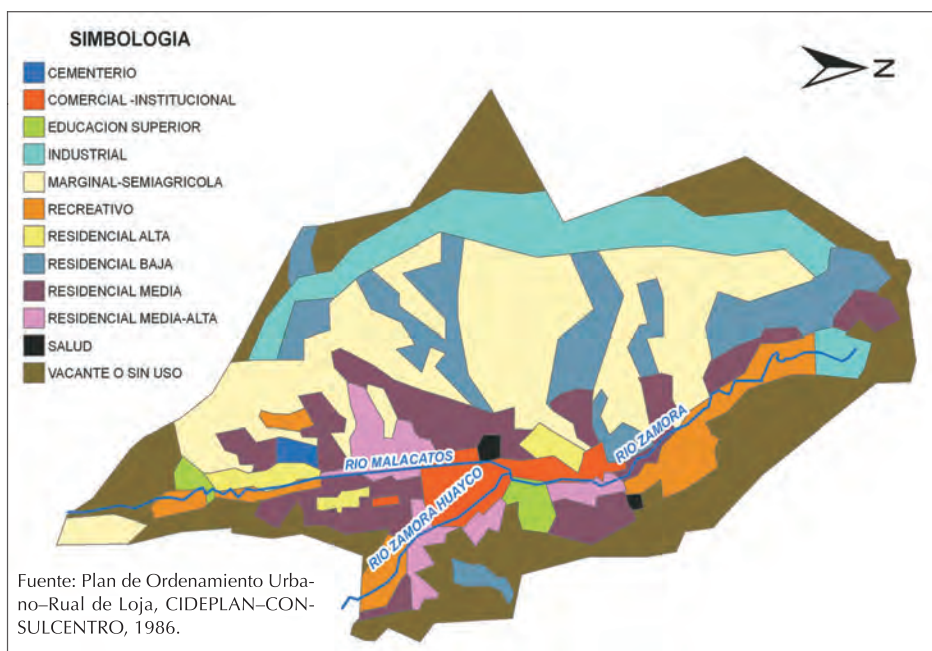 SIMBOLOGIA
CEMENTERIO
COMERCIAL -INSTITUCIONAL
EDUCACION SUPERIOR
INDUSTRIAL
MARGINAL-SEMIAGRICOLA
RECREATIVO
RESIDENCIAL ALTA
RESIDENCIAL BAJA
RESIDENCIAL MEDIA
RESIDENCIAL MEDIA-ALTA
SALUD
VACANTE O SIN USO
N
RIO MALACATOS
RIO ZAMORA
RIO ZAMORA HUAYCO
Fuente: Plan de Ordenamiento Urba-
no–Rual de Loja, CIDEPLAN–CON-
SULCENTRO, 1986.